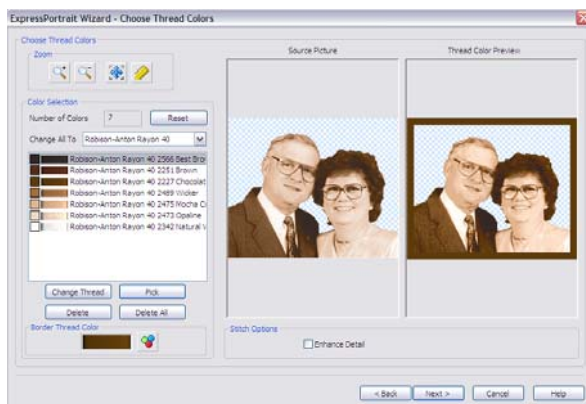 ExpressPortrait Wizard - Choose Thread Colors
Choose Thread Colors
Zoom
Source Picture
Thread Color Preview
Color Selection
Number of Colors 7 Reset
Change All To Robison-Anton Rayon 40
Robison-Anton Rayon 40 2566 Best Bro
Robison-Anton Rayon 40 2251 Brown
Robison-Anton Rayon 40 2227 Chocolat
Robison-Anton Rayon 40 2489 Wicker
Robison-Anton Rayon 40 2475 Mocha C
Robison-Anton Rayon 40 2473 Opaline
Robison-Anton Rayon 40 2342 Natural
Change Thread Pick
Delete Delete All
Border Thread Color
Stitch Options
Enhance Detail
< Back Next > Cancel Help